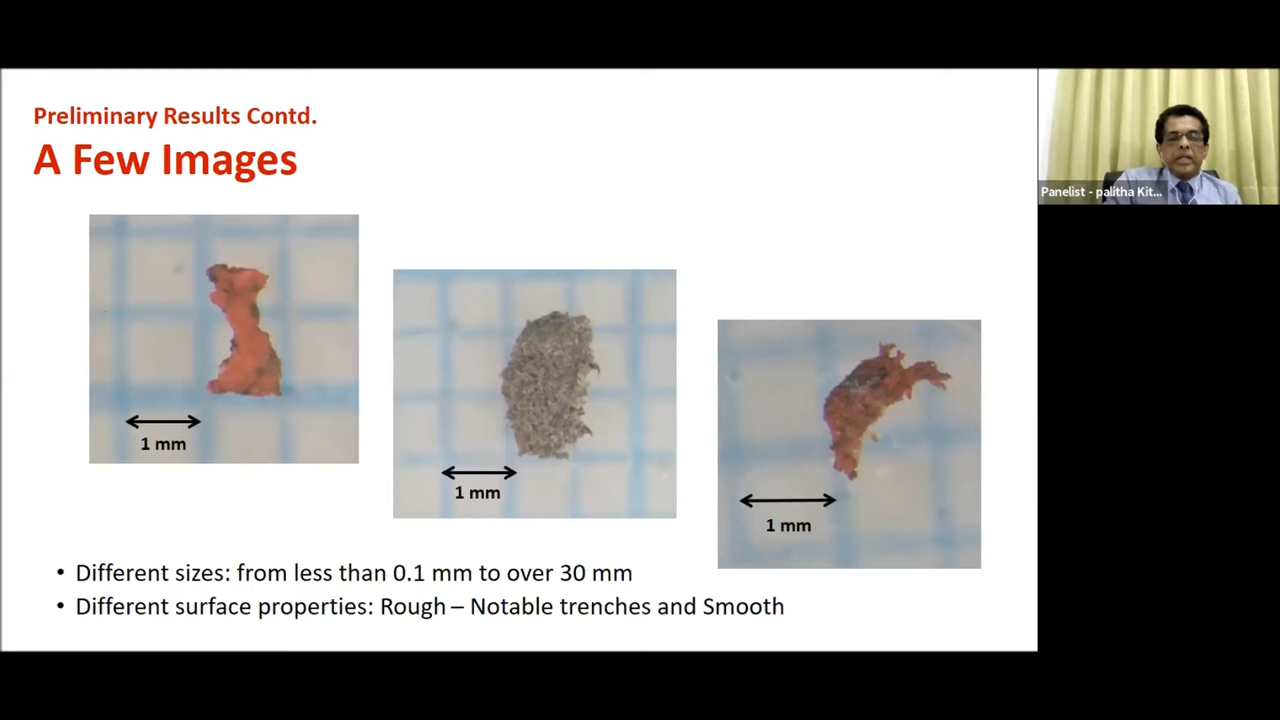 Preliminary Results Contd.
A Few Images
1 mm
1 mm
1 mm
• Different sizes: from less than 0.1 mm to over 30 mm
• Different surface properties: Rough – Notable trenches and Smooth
Panelist - palitha Kit...